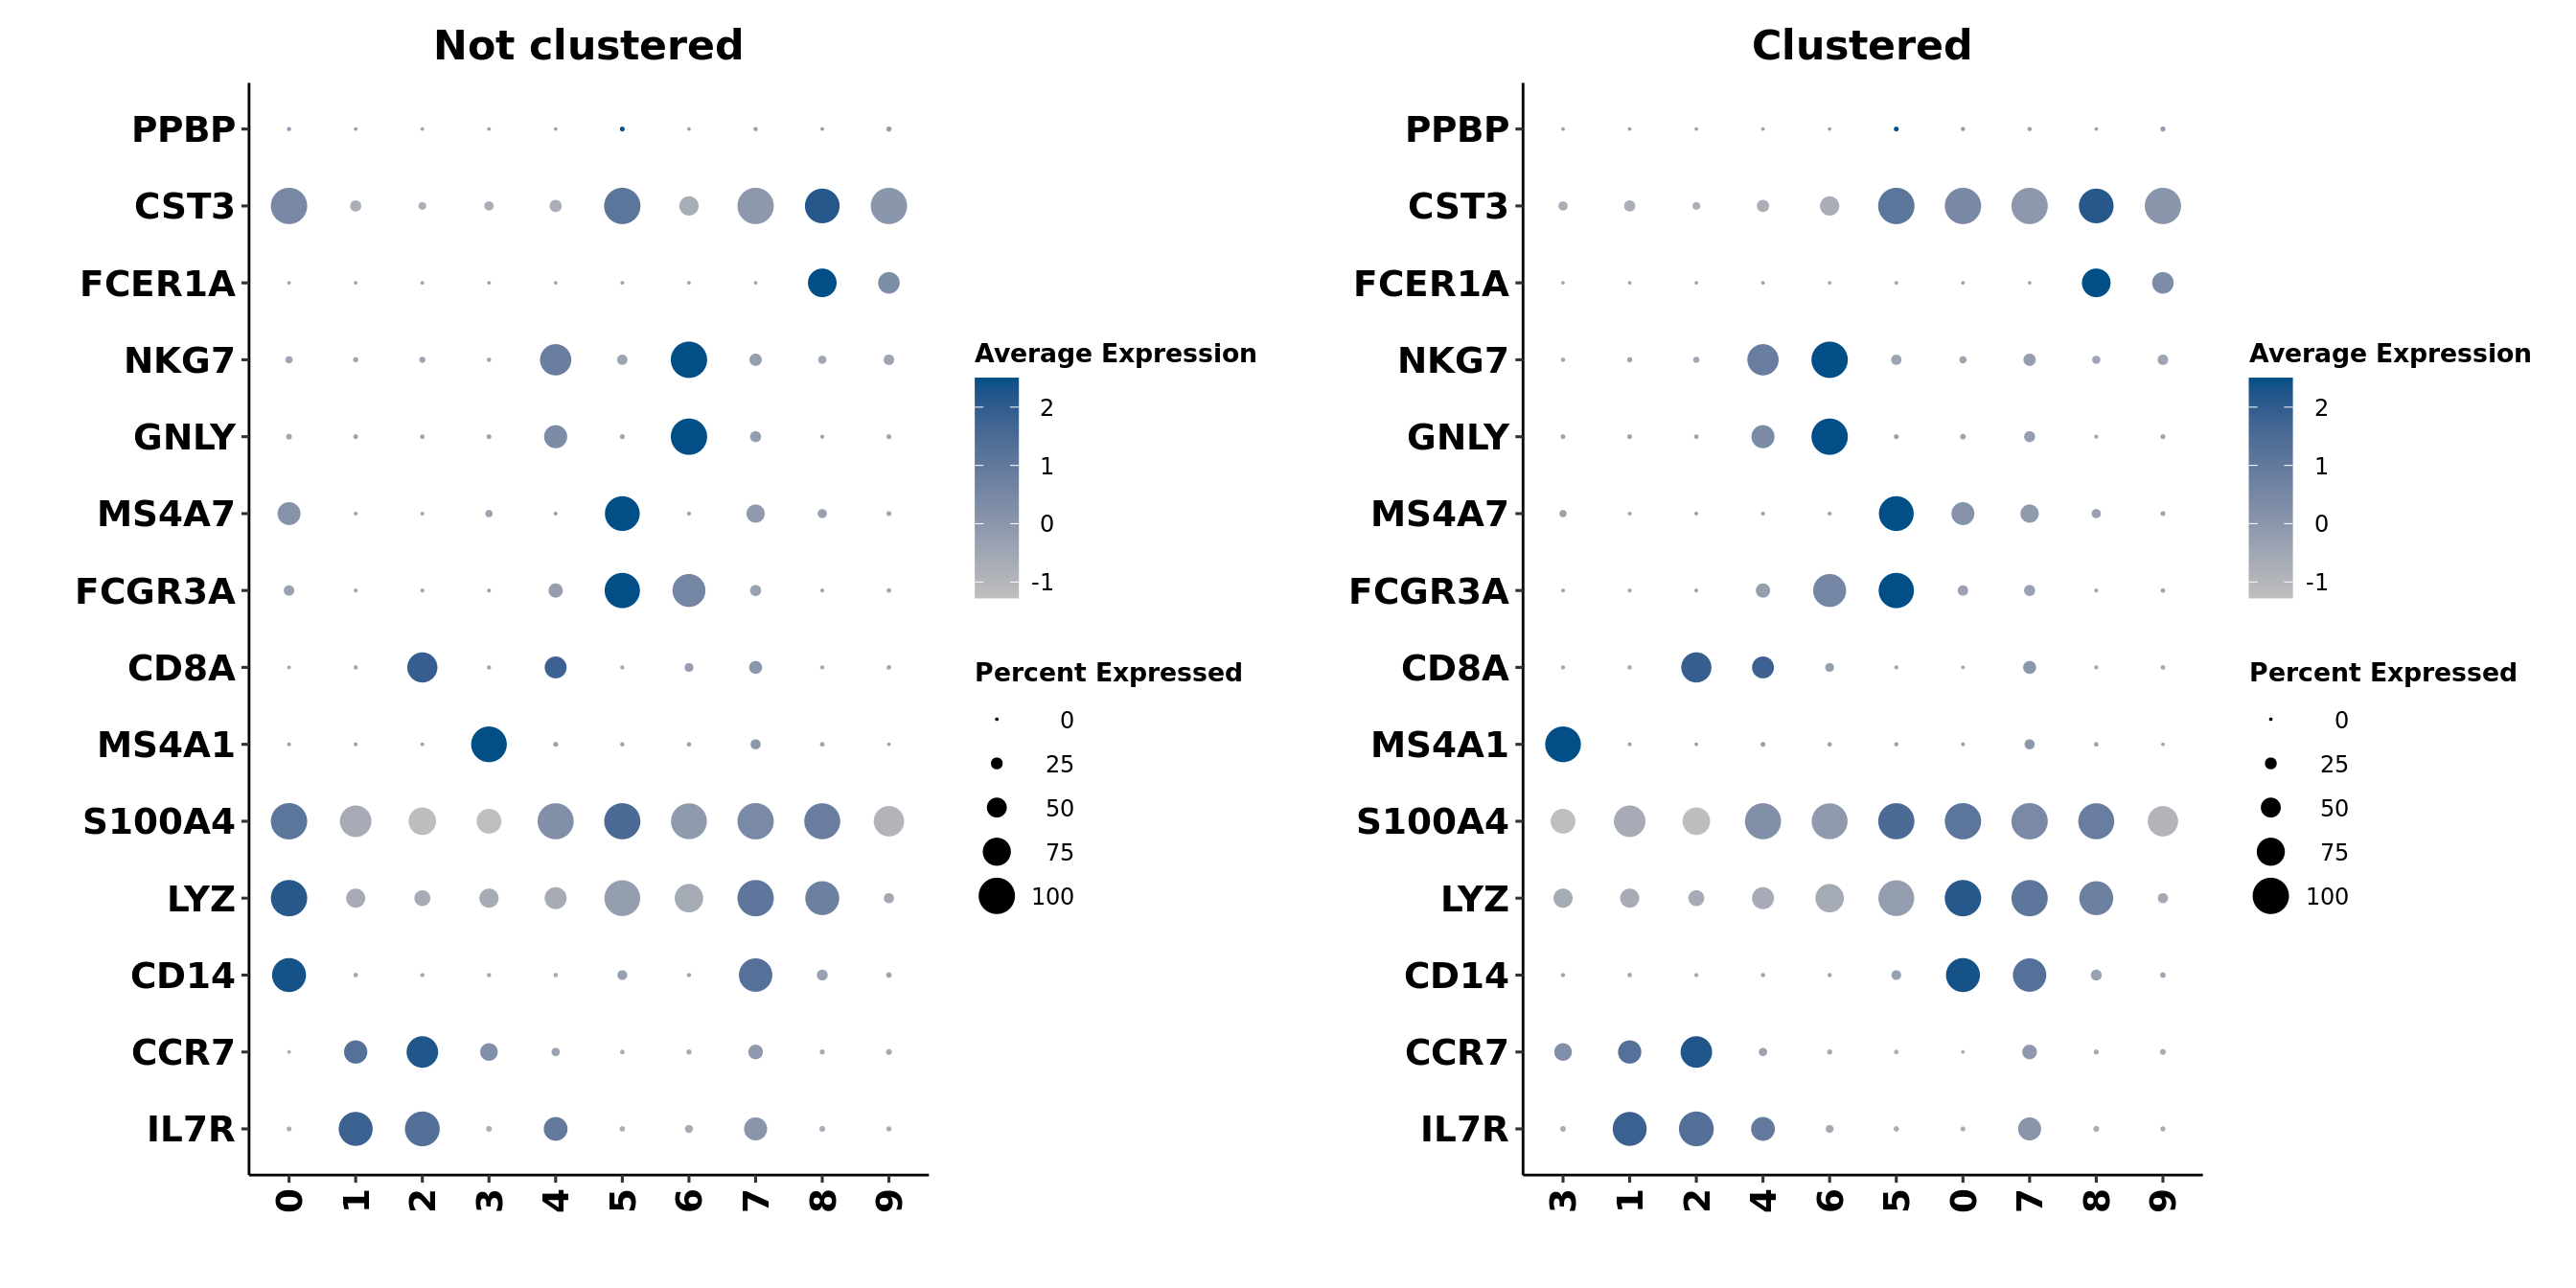 Not clustered
PPBP
CST3
FCER1A
NKG7
GNLY
MS4A7
FCGR3A
CD8A
MS4A1
S100A4
LYZ
CD14
CCR7
IL7R
0 1 2 3 4 5 6 7 8 9
Average Expression
2
1
0
-1
Percent Expressed
0
25
50
75
100
Clustered
PPBP
CST3
FCER1A
NKG7
GNLY
MS4A7
FCGR3A
CD8A
MS4A1
S100A4
LYZ
CD14
CCR7
IL7R
3 1 2 4 6 5 0 7 8 9
Average Expression
2
1
0
-1
Percent Expressed
0
25
50
75
100